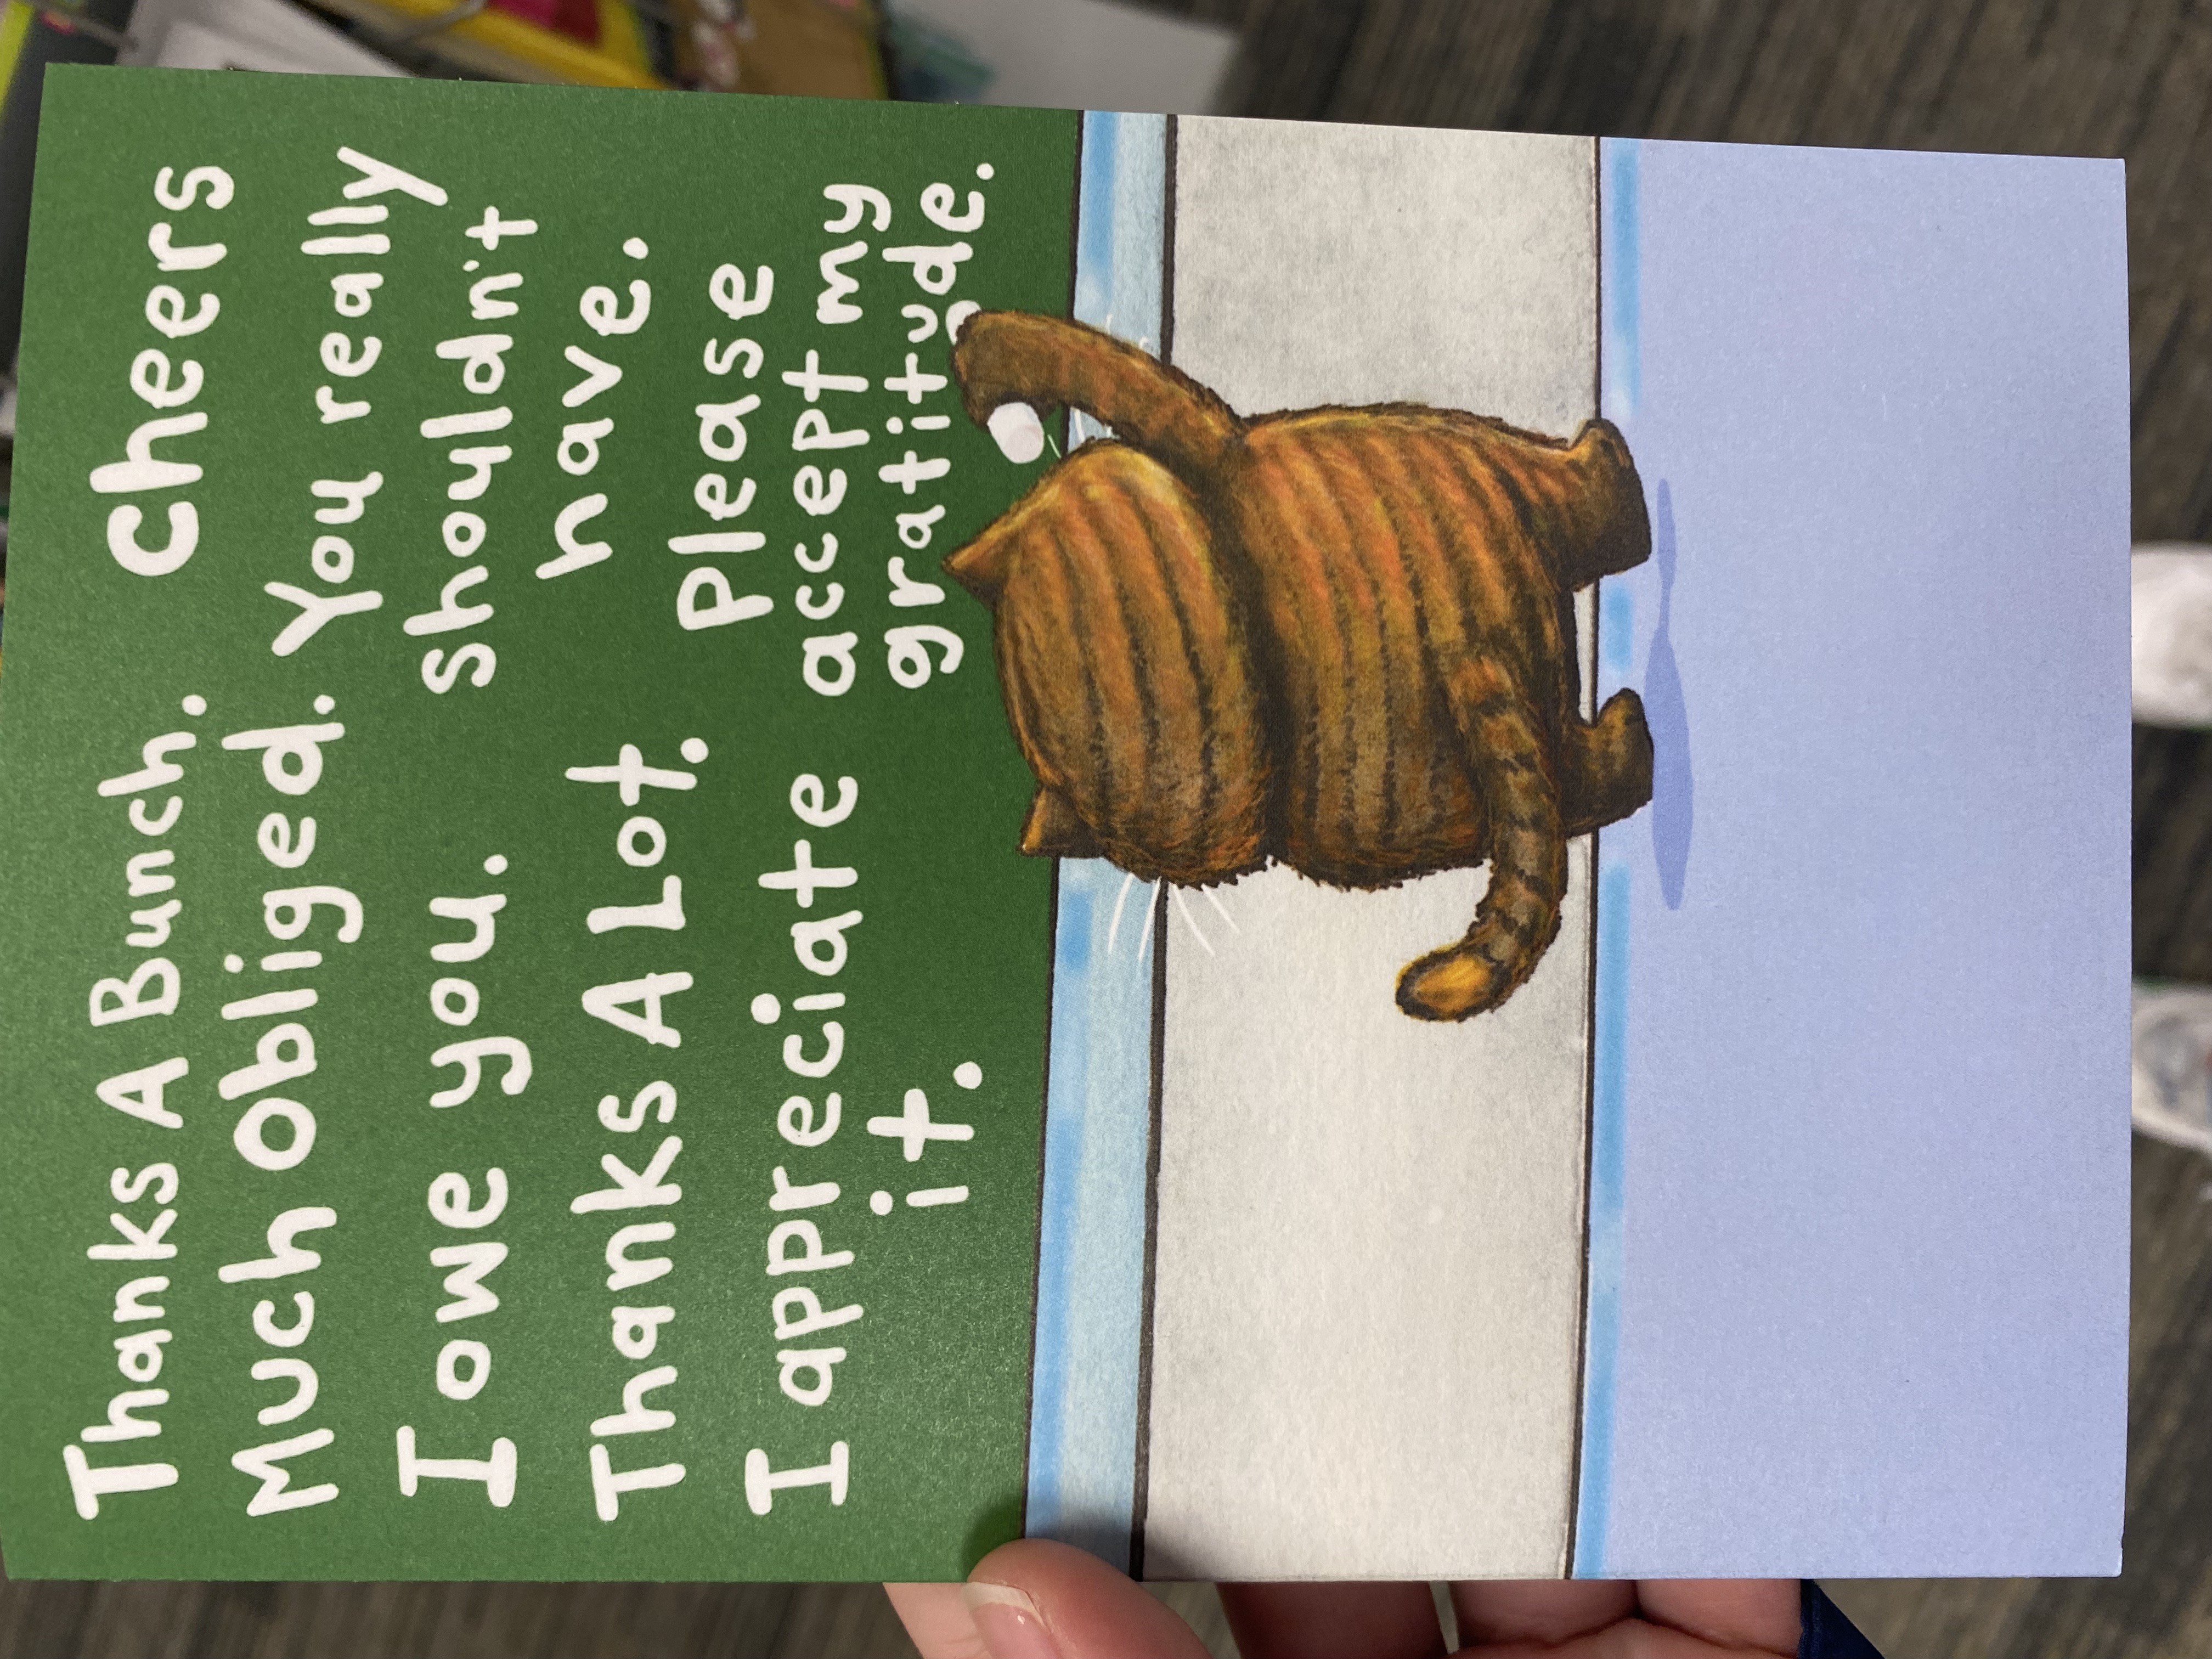 Thanks A Bunch.
Much Obliged.
I owe you.
Thanks A Lot.
I appreciate
it.
cheers
You really
shouldn't
have.
Please
accept my
gratitude.